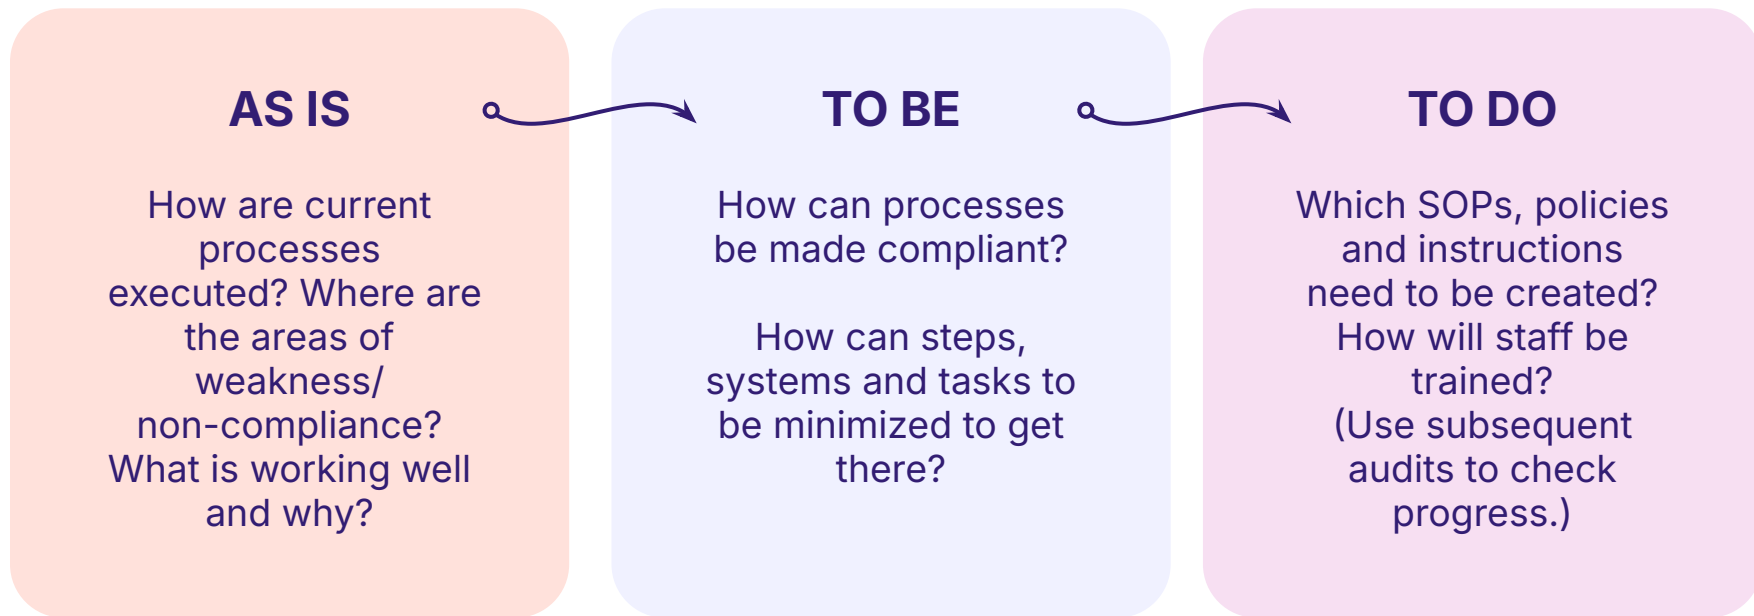 AS IS
How are current
processes
executed? Where are
the areas of
weakness/
non-compliance?
What is working well
and why?
TO BE
How can processes
be made compliant?
How can steps,
systems and tasks to
be minimized to get
there?
TO DO
Which SOPs, policies
and instructions
need to be created?
How will staff be
trained?
(Use subsequent
audits to check
progress.)